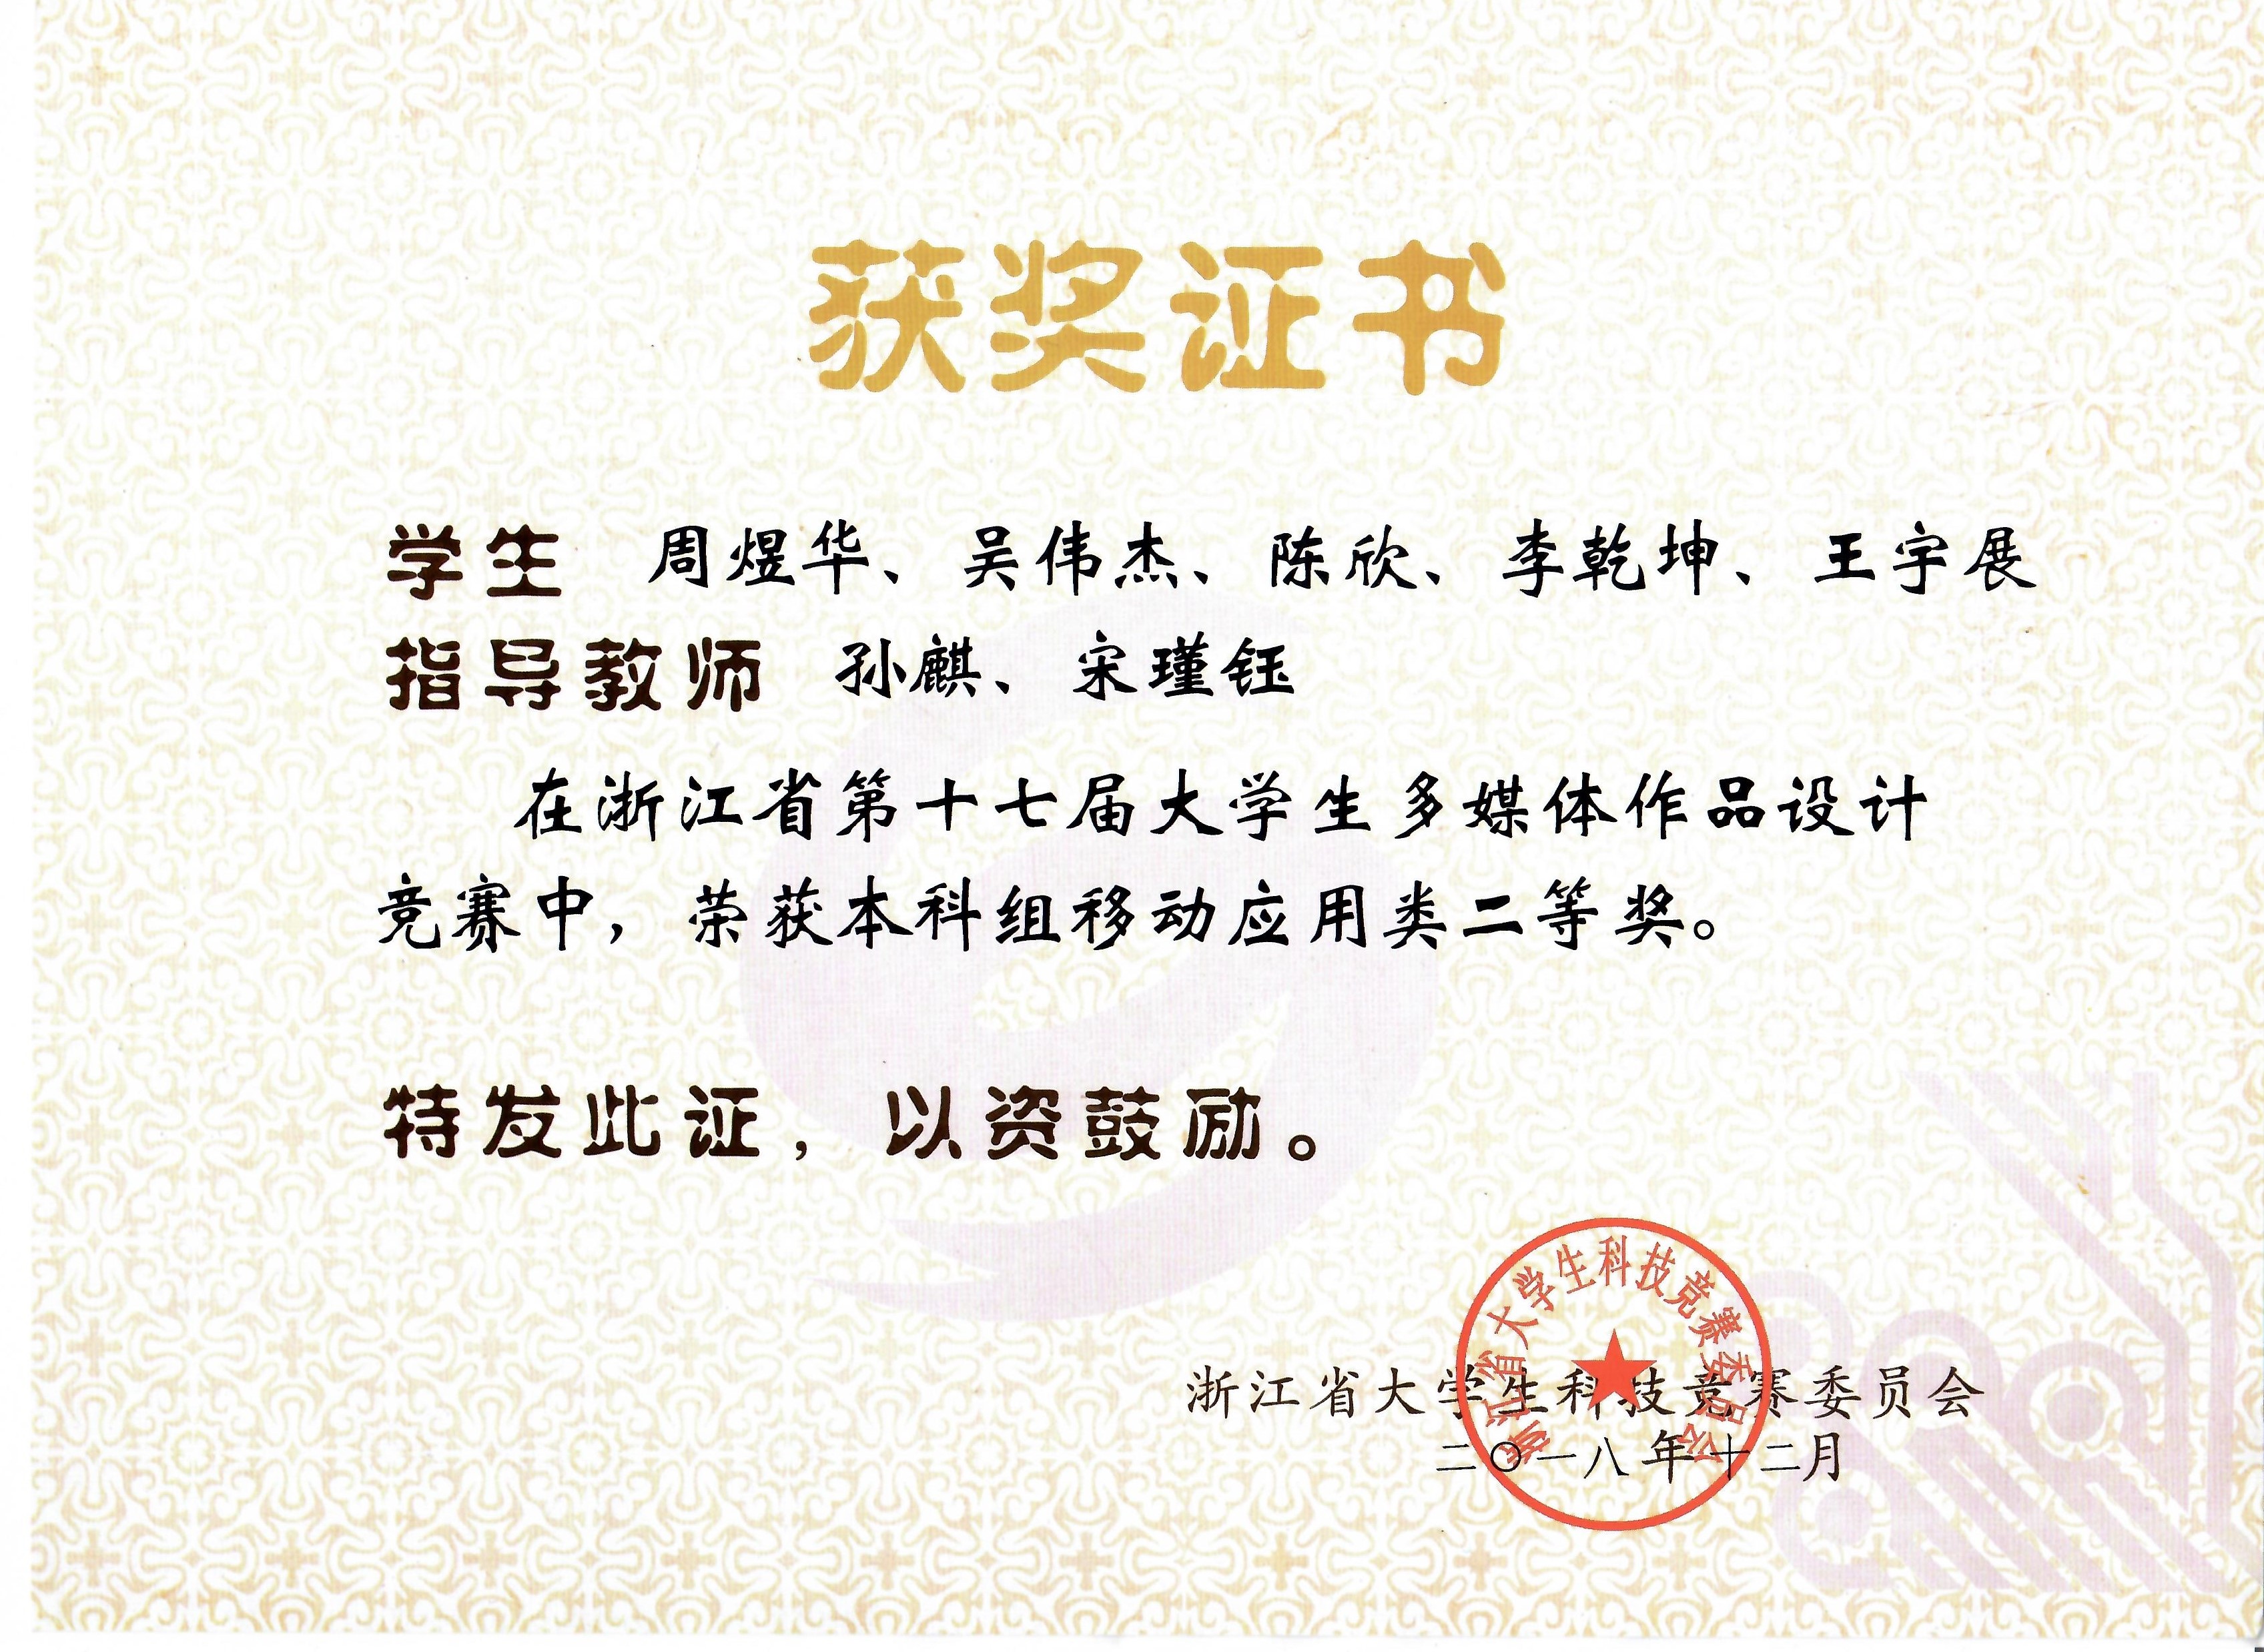 获奖证书
学生 周煜华、吴伟杰、陈欣、李乾坤、王宇展
指导教师 孙麒、宋瑾钰
在浙江省第十七届大学生多媒体作品设计
竞赛中，荣获本科组移动应用类二等奖。
特发此证，以资鼓励。
浙江省大学生科技竞赛委员会
浙江省大学生科技竞赛委员会
二〇一八年十二月